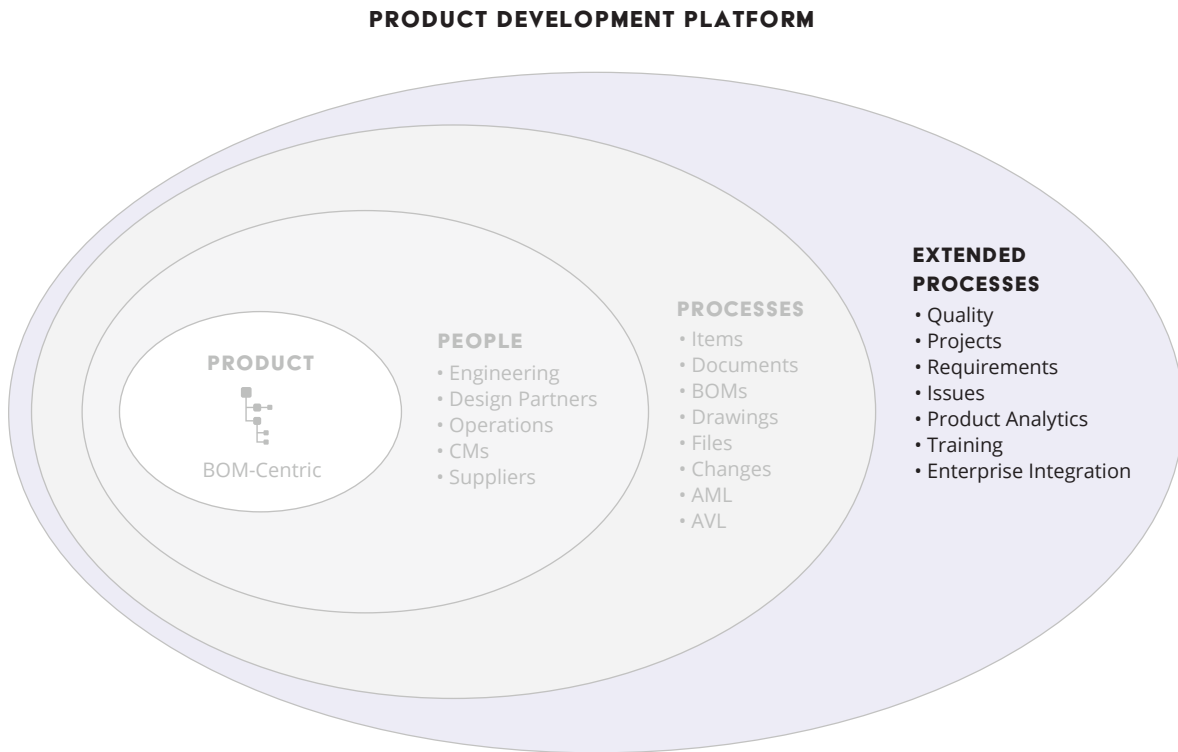 PRODUCT DEVELOPMENT PLATFORM
PRODUCT
BOM-Centric
PEOPLE
• Engineering
• Design Partners
• Operations
• CMs
• Suppliers
PROCESSES
• Items
• Documents
• BOMs
• Drawings
• Files
• Changes
• AML
• AVL
EXTENDED
PROCESSES
• Quality
• Projects
• Requirements
• Issues
• Product Analytics
• Training
• Enterprise Integration